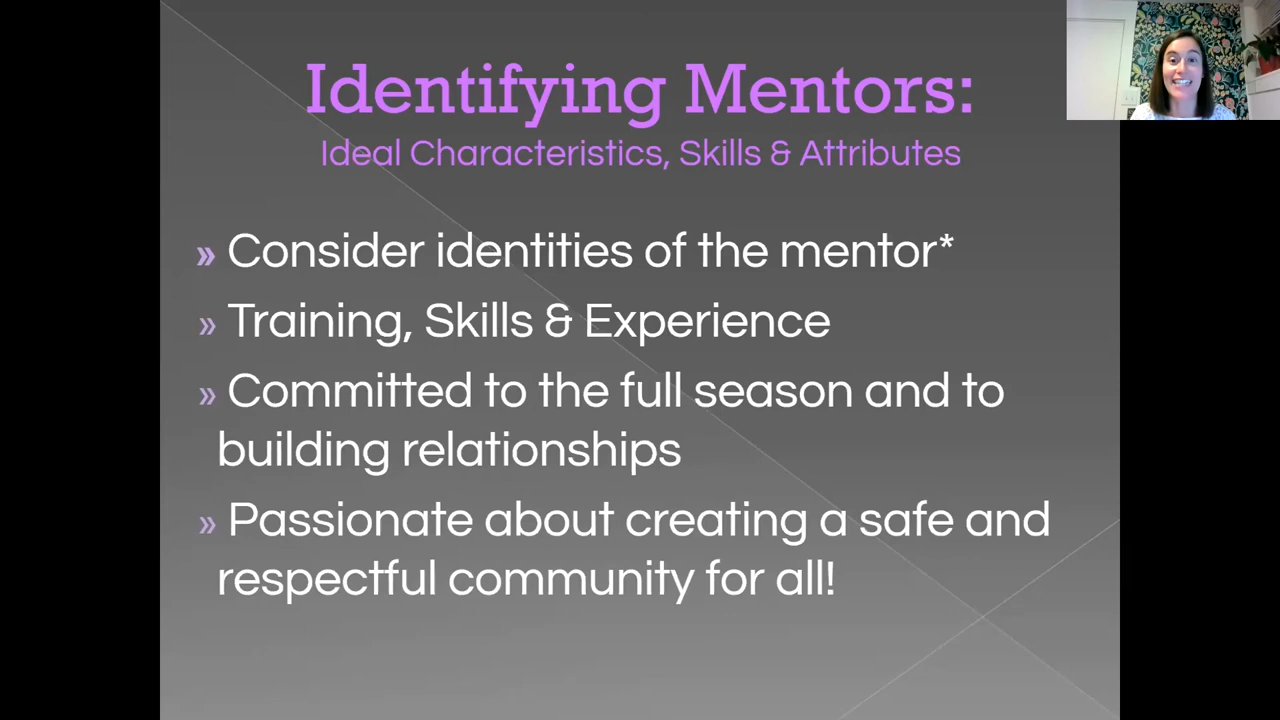 Identifying Mentors:
Ideal Characteristics, Skills & Attributes
» Consider identities of the mentor*
» Training, Skills & Experience
» Committed to the full season and to
building relationships
» Passionate about creating a safe and
respectful community for all!